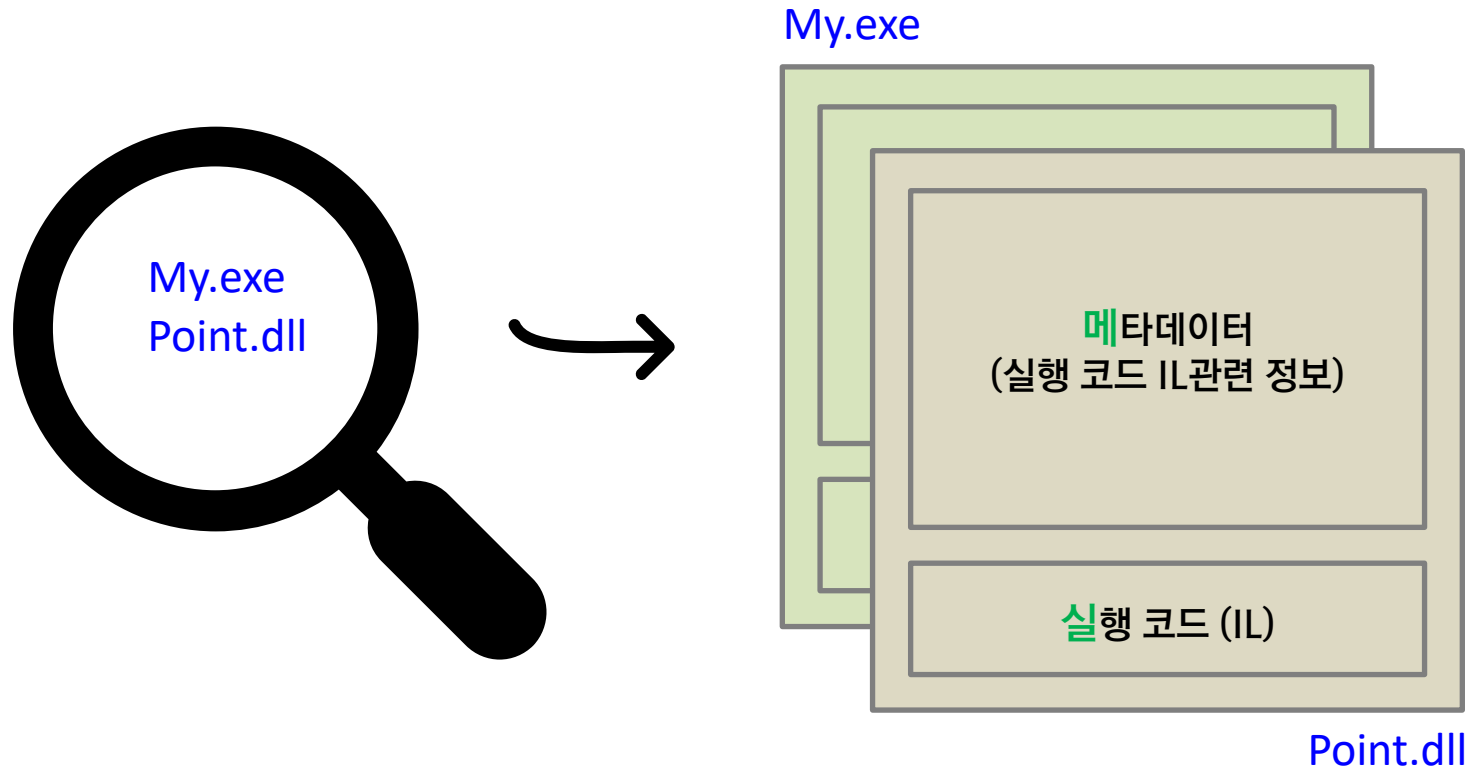 My.exe
My.exe
Point.dll
메타데이터
(실행 코드 IL관련 정보)
실행 코드 (IL)
Point.dll